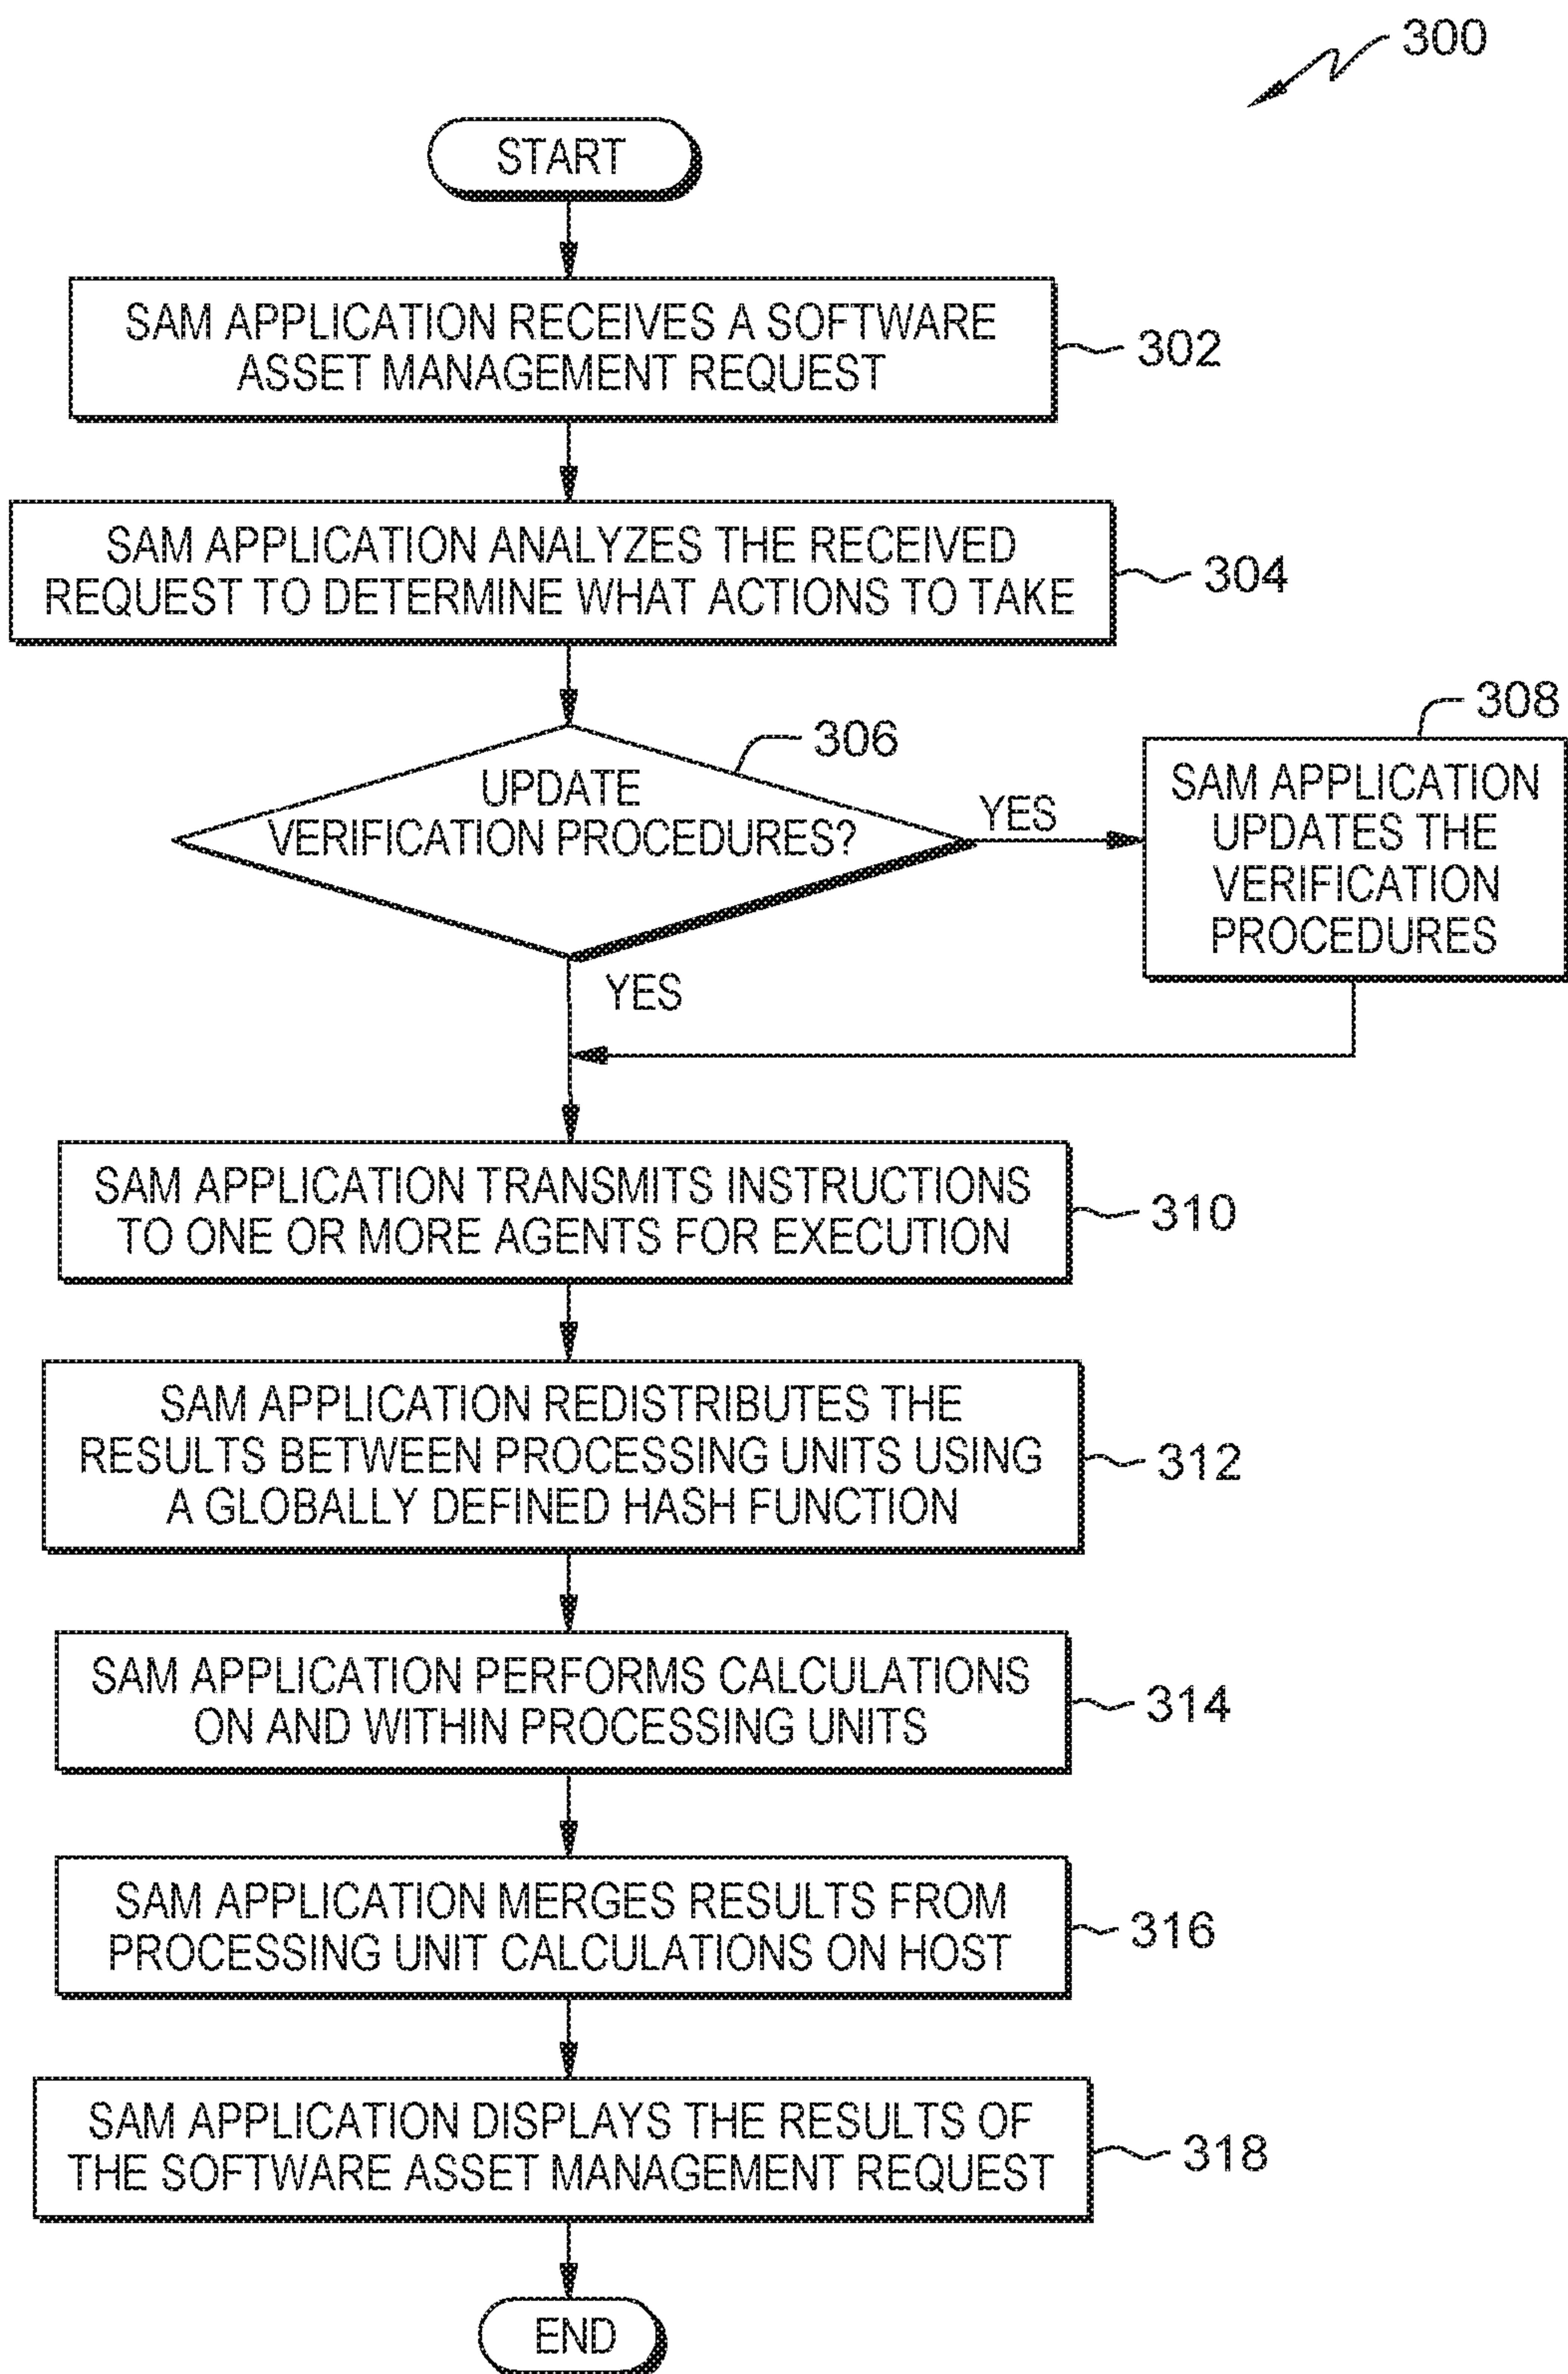 300
START
SAM APPLICATION RECEIVES A SOFTWARE
ASSET MANAGEMENT REQUEST
302
SAM APPLICATION ANALYZES THE RECEIVED
REQUEST TO DETERMINE WHAT ACTIONS TO TAKE
304
306
UPDATE
VERIFICATION PROCEDURES?
YES
308
SAM APPLICATION
UPDATES THE
VERIFICATION
PROCEDURES
YES
SAM APPLICATION TRANSMITS INSTRUCTIONS
TO ONE OR MORE AGENTS FOR EXECUTION
310
SAM APPLICATION REDISTRIBUTES THE
RESULTS BETWEEN PROCESSING UNITS USING
A GLOBALLY DEFINED HASH FUNCTION
312
SAM APPLICATION PERFORMS CALCULATIONS
ON AND WITHIN PROCESSING UNITS
314
SAM APPLICATION MERGES RESULTS FROM
PROCESSING UNIT CALCULATIONS ON HOST
316
SAM APPLICATION DISPLAYS THE RESULTS OF
THE SOFTWARE ASSET MANAGEMENT REQUEST
318
END